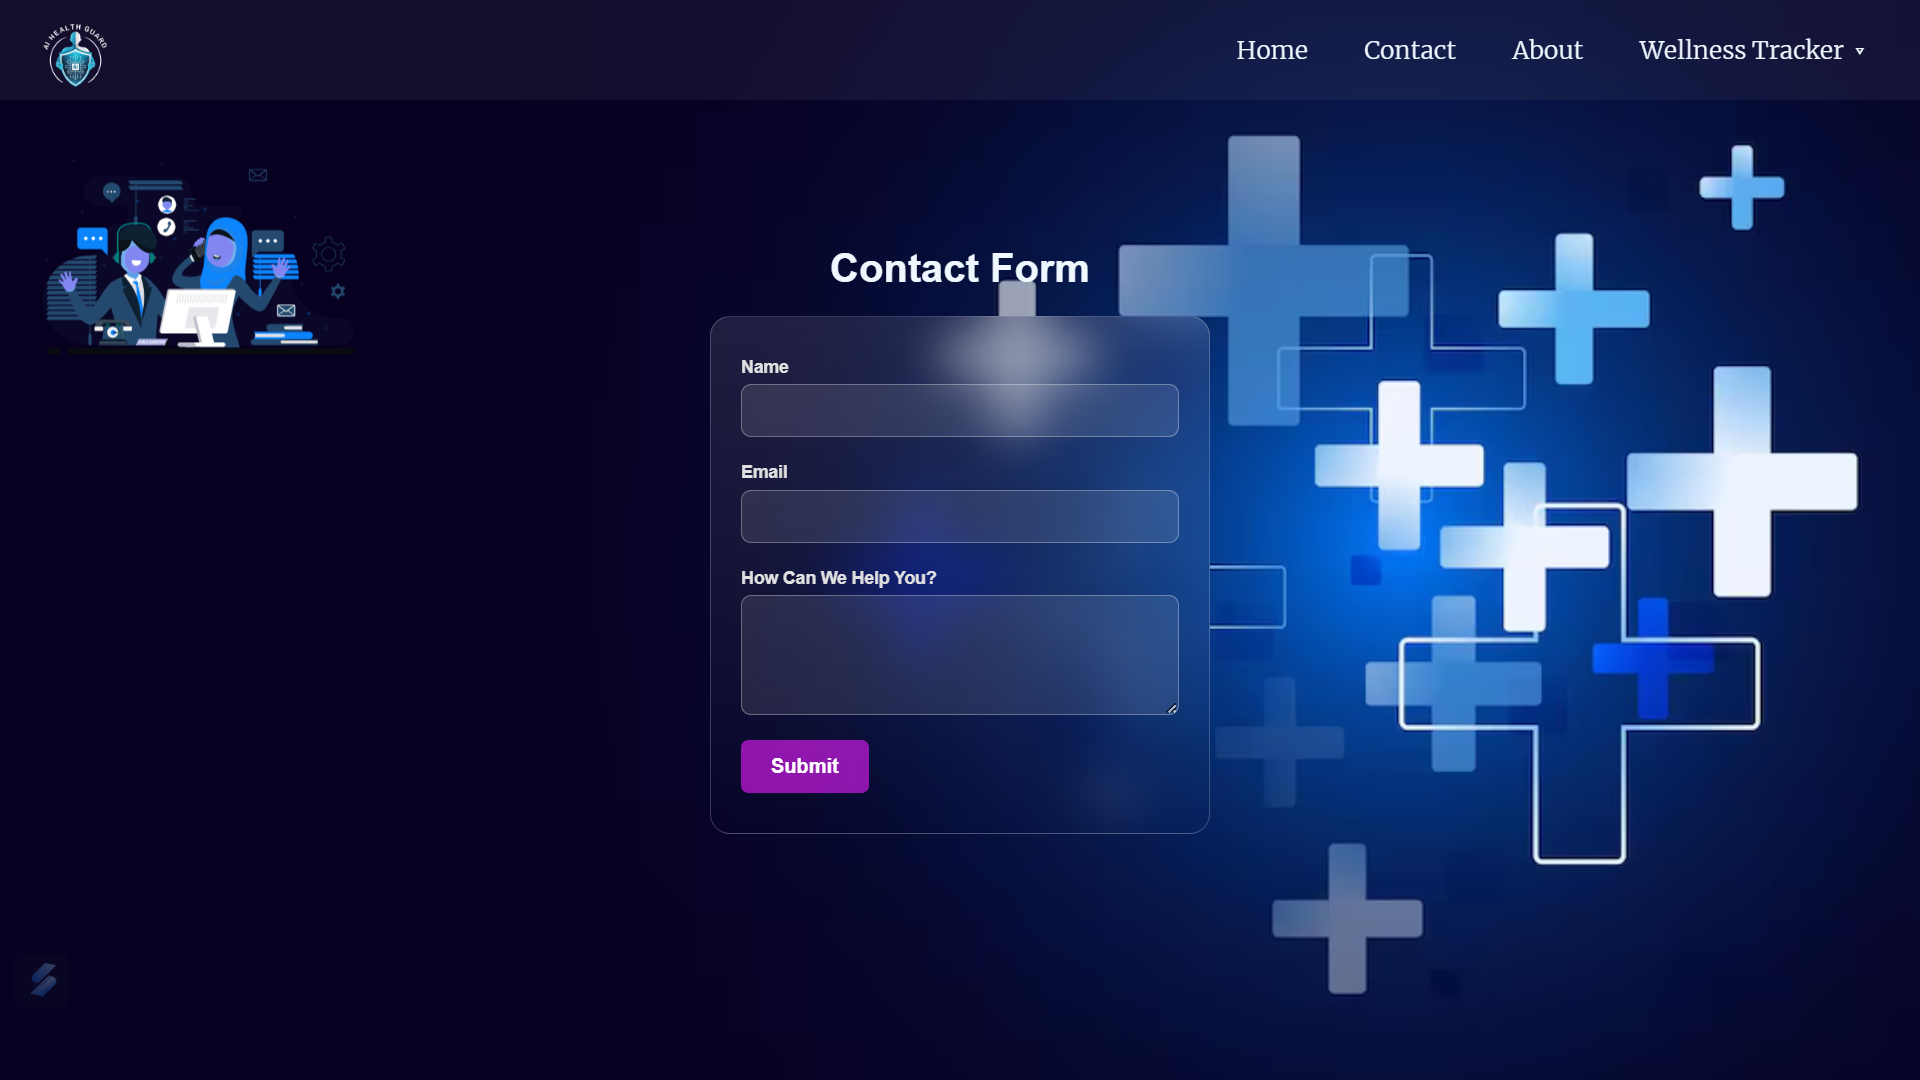 AI HEALTH GUARD
Home
Contact
About
Wellness Tracker
Contact Form
Name
Email
How Can We Help You?
Submit